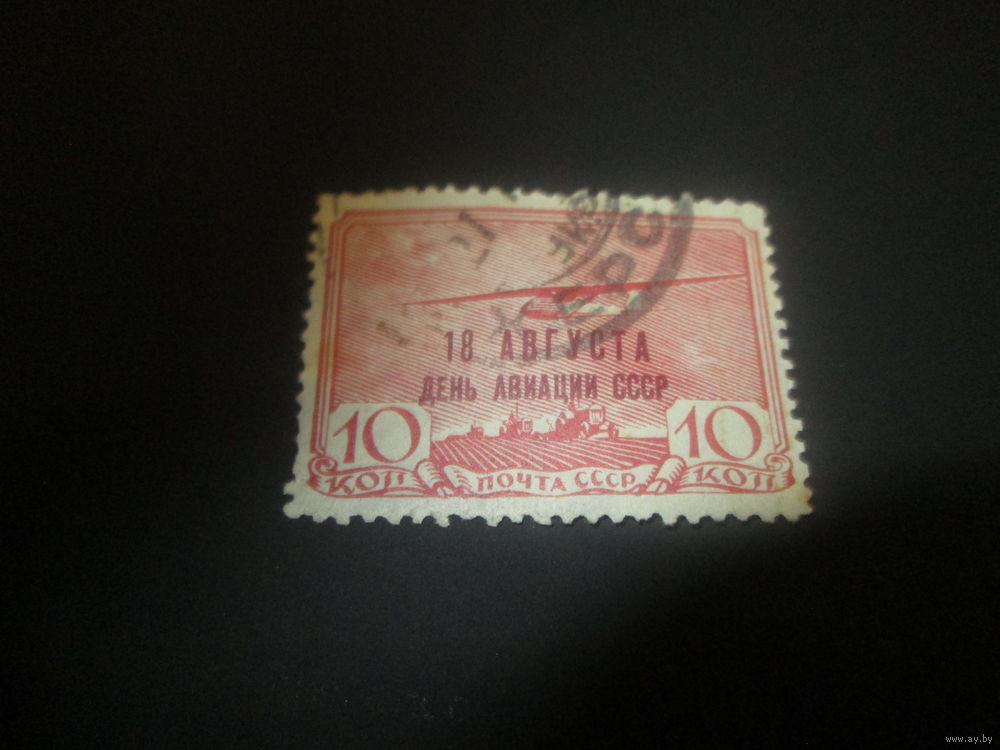 18 АВГУСТА
ДЕНЬ АВИАЦИИ СССР
10 10
КОП ПОЧТА СССР КОП
www.ay.by